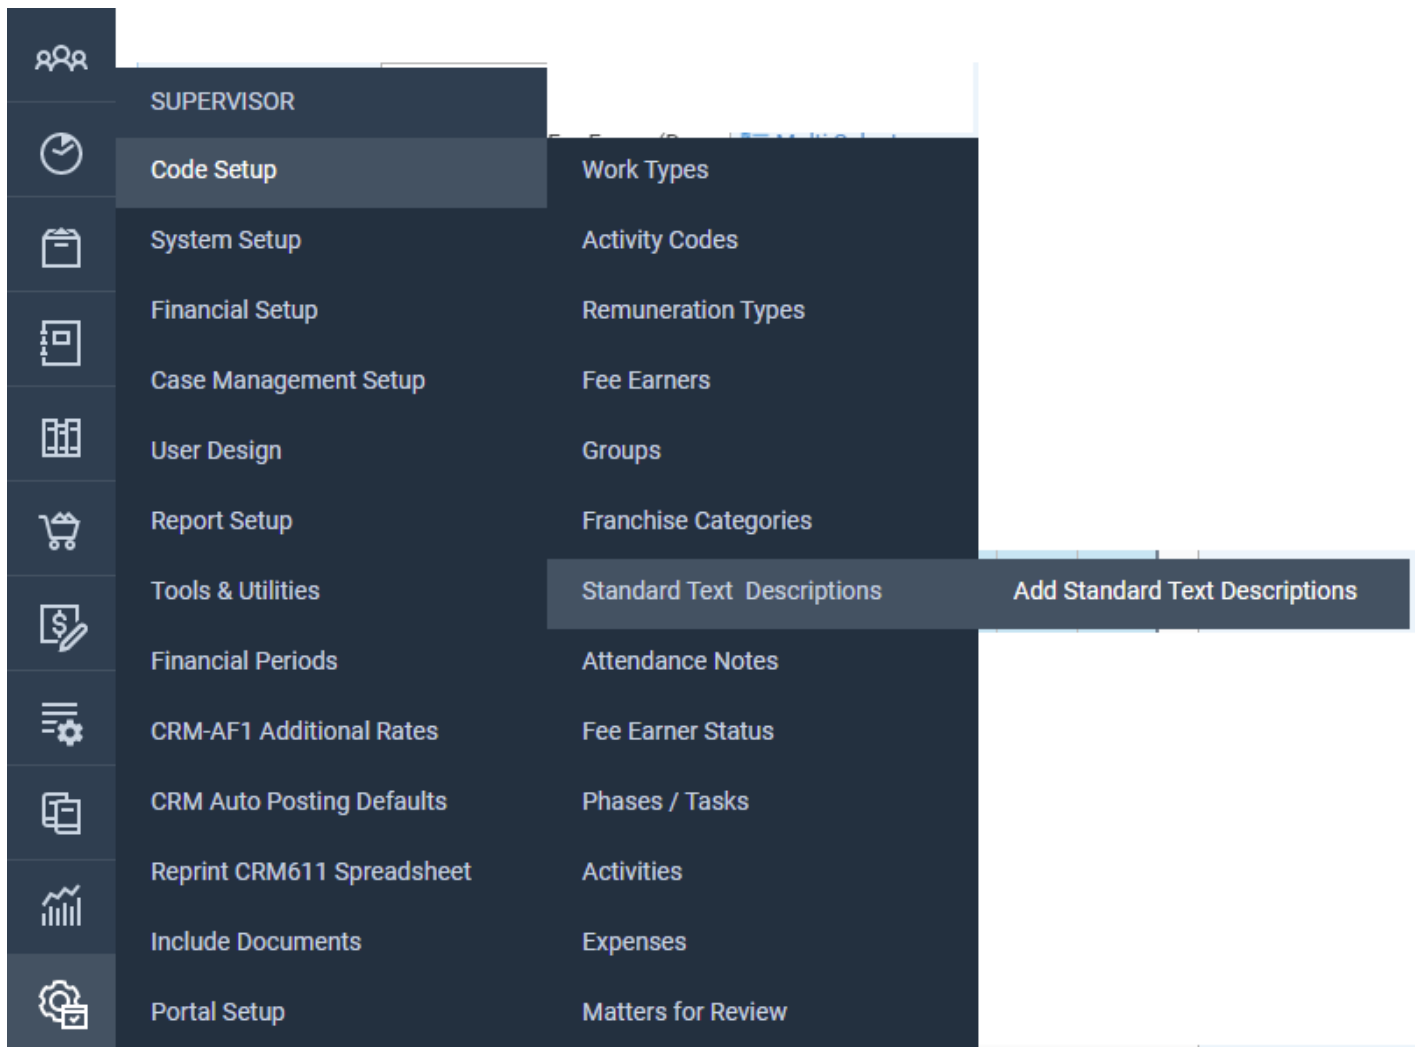 SUPERVISOR
Code Setup
System Setup
Financial Setup
Case Management Setup
User Design
Report Setup
Tools & Utilities
Financial Periods
CRM-AF1 Additional Rates
CRM Auto Posting Defaults
Reprint CRM611 Spreadsheet
Include Documents
Portal Setup
Work Types
Activity Codes
Remuneration Types
Fee Earners
Groups
Franchise Categories
Standard Text  Descriptions
Attendance Notes
Fee Earner Status
Phases / Tasks
Activities
Expenses
Matters for Review
Add Standard Text Descriptions